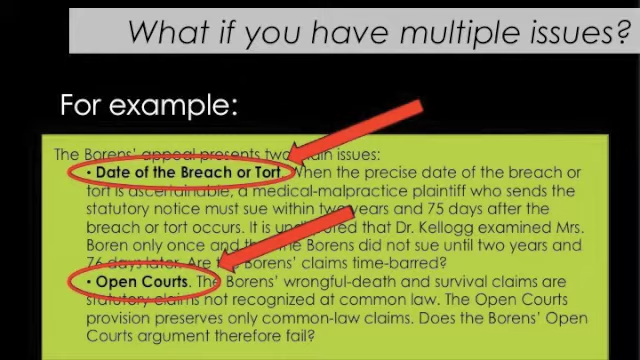 What if you have multiple issues?
For example:
The Borens' appeal presents two main issues:
• Date of the Breach or Tort. When the precise date of the breach or
tort is ascertainable, a medical-malpractice plaintiff who sends the
statutory notice must sue within two years and 75 days after the
breach or tort occurs. It is undisputed that Dr. Kellogg examined Mrs.
Boren only once and that the Borens did not sue until two years and
76 days later. Are the Borens' claims time-barred?
• Open Courts. The Borens' wrongful-death and survival claims are
statutory claims not recognized at common law. The Open Courts
provision preserves only common-law claims. Does the Borens' Open
Courts argument therefore fail?